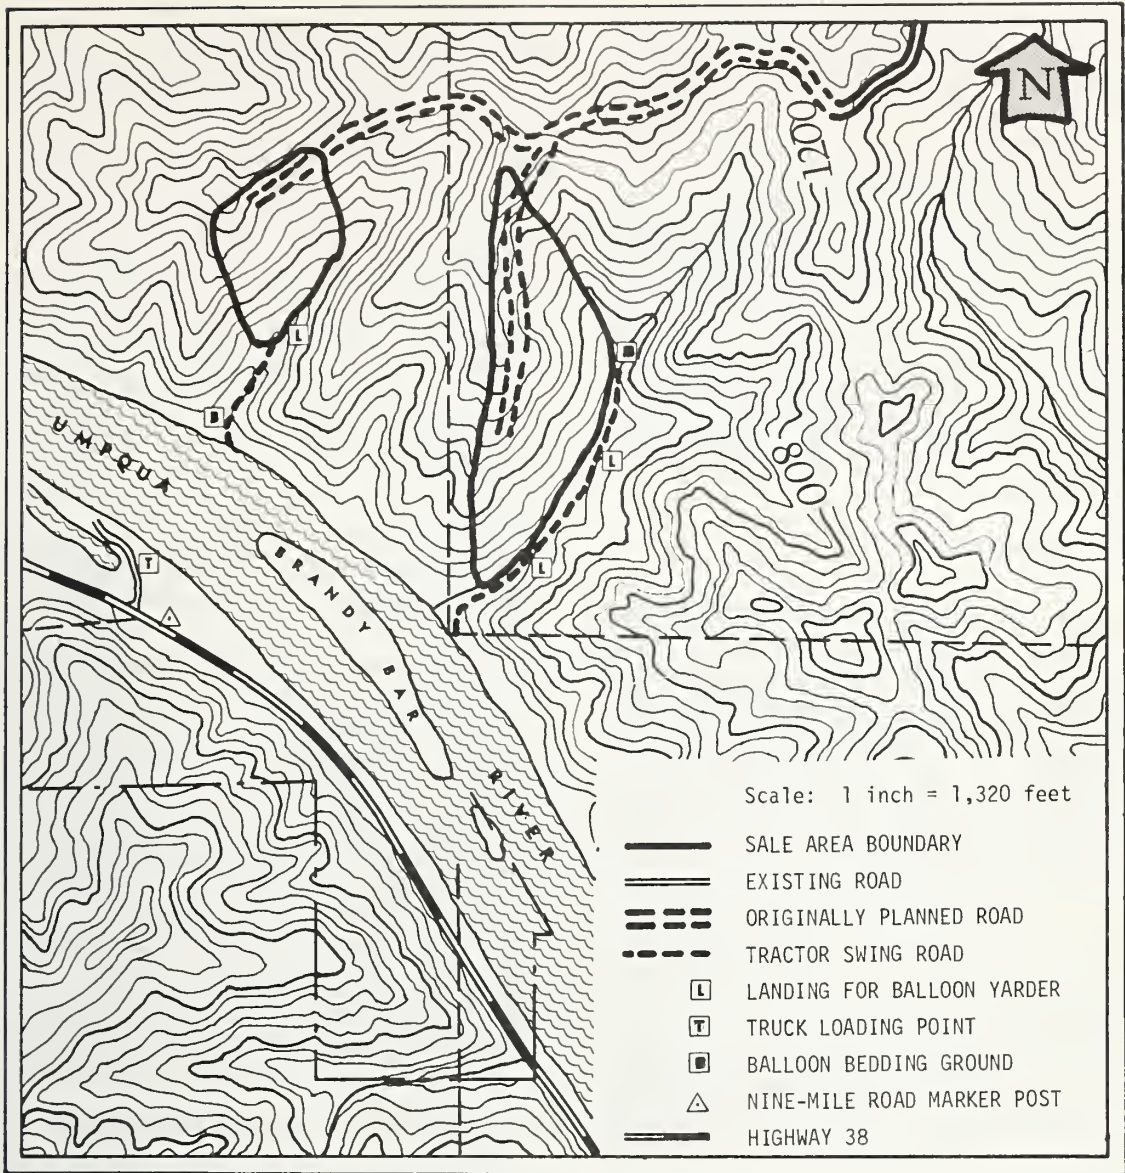 N
1200
UMPQUA
800
BRANDY BAR
T
L
B
L
B
L
0
RIVER
Scale: 1 inch = 1,320 feet
SALE AREA BOUNDARY
EXISTING ROAD
ORIGINALLY PLANNED ROAD
TRACTOR SWING ROAD
L LANDING FOR BALLOON YARDER
T TRUCK LOADING POINT
B BALLOON BEDDING GROUND
NINE-MILE ROAD MARKER POST
HIGHWAY 38